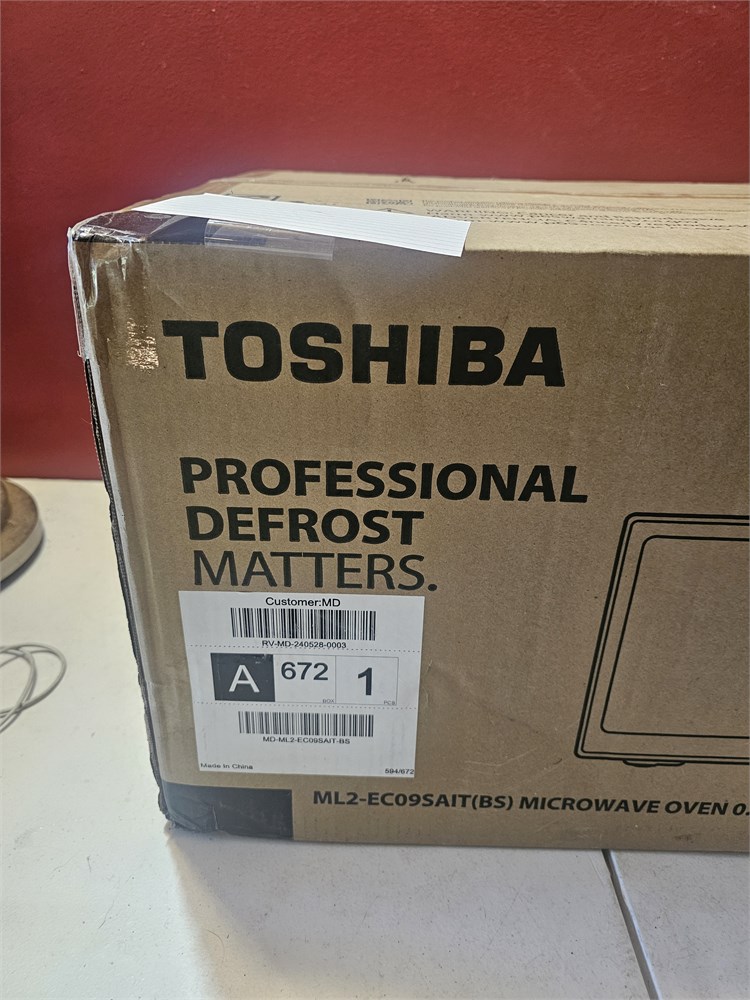 TOSHIBA
PROFESSIONAL
DEFROST
MATTERS.
Customer:MD
RV-MD-240528-0003
A 672 BOX 1 PCS
MD-ML2-EC09SAIT-BS
Made In China 594/672
ML2-EC09SAIT(BS) MICROWAVE OVEN 0.